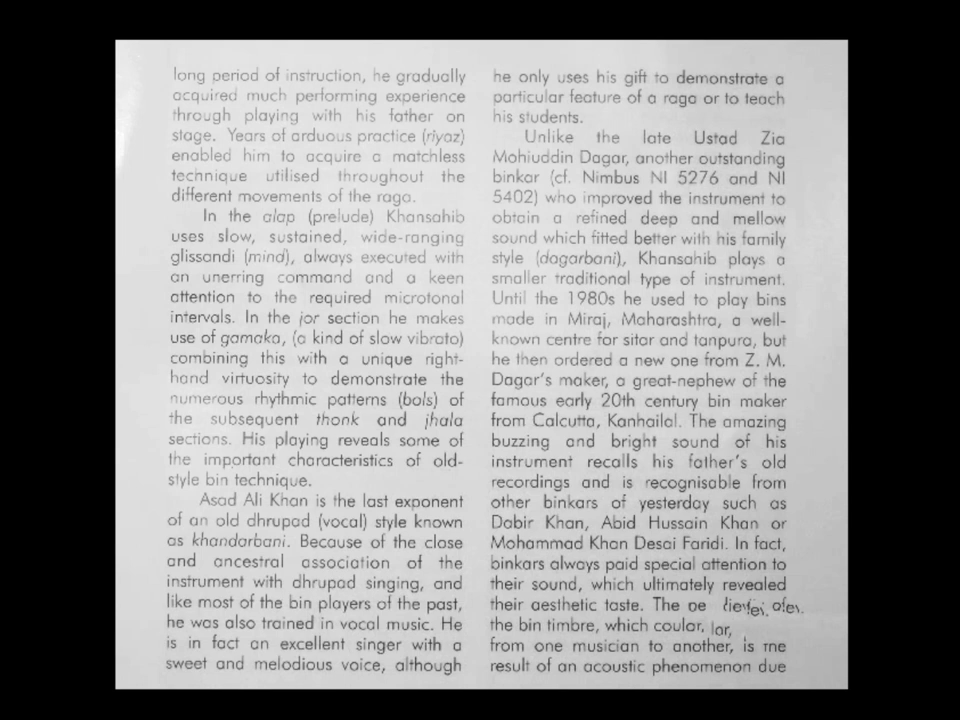 long period of instruction, he gradually
acquired much performing experience
through playing with his father on
stage. Years of arduous practice (riyaz)
enabled him to acquire a matchless
technique utilised throughout the
different movements of the raga.
In the alap (prelude) Khansahib
uses slow, sustained, wide-ranging
glissandi (mind), always executed with
an unerring command and a keen
attention to the required microtonal
intervals. In the jor section he makes
use of gamaka, (a kind of slow vibrato)
combining this with a unique right-
hand virtuosity to demonstrate the
numerous rhythmic patterns (bols) of
the subsequent thonk and jhala
sections. His playing reveals some of
the important characteristics of old-
style bin technique.
Asad Ali Khan is the last exponent
of an old dhrupad (vocal) style known
as khandarbani. Because of the close
and ancestral association of the
instrument with dhrupad singing, and
like most of the bin players of the past,
he was also trained in vocal music. He
is in fact an excellent singer with a
sweet and melodious voice, although
he only uses his gift to demonstrate a
particular feature of a raga or to teach
his students.
Unlike the late Ustad Zia
Mohiuddin Dagar, another outstanding
binkar (cf. Nimbus NI 5276 and NI
5402) who improved the instrument to
obtain a refined deep and mellow
sound which fitted better with his family
style (dagarbani), Khansahib plays a
smaller traditional type of instrument.
Until the 1980s he used to play bins
made in Miraj, Maharashtra, a well-
known centre for sitar and tanpura, but
he then ordered a new one from Z. M.
Dagar's maker, a great-nephew of the
famous early 20th century bin maker
from Calcutta, Kanhailal. The amazing
buzzing and bright sound of his
instrument recalls his father's old
recordings and is recognisable from
other binkars of yesterday such as
Dabir Khan, Abid Hussain Khan or
Mohammad Khan Desai Faridi. In fact,
binkars always paid special attention to
their sound, which ultimately revealed
their aesthetic taste. The
the bin timbre, which
from one musician to another, is the
result of an acoustic phenomenon due